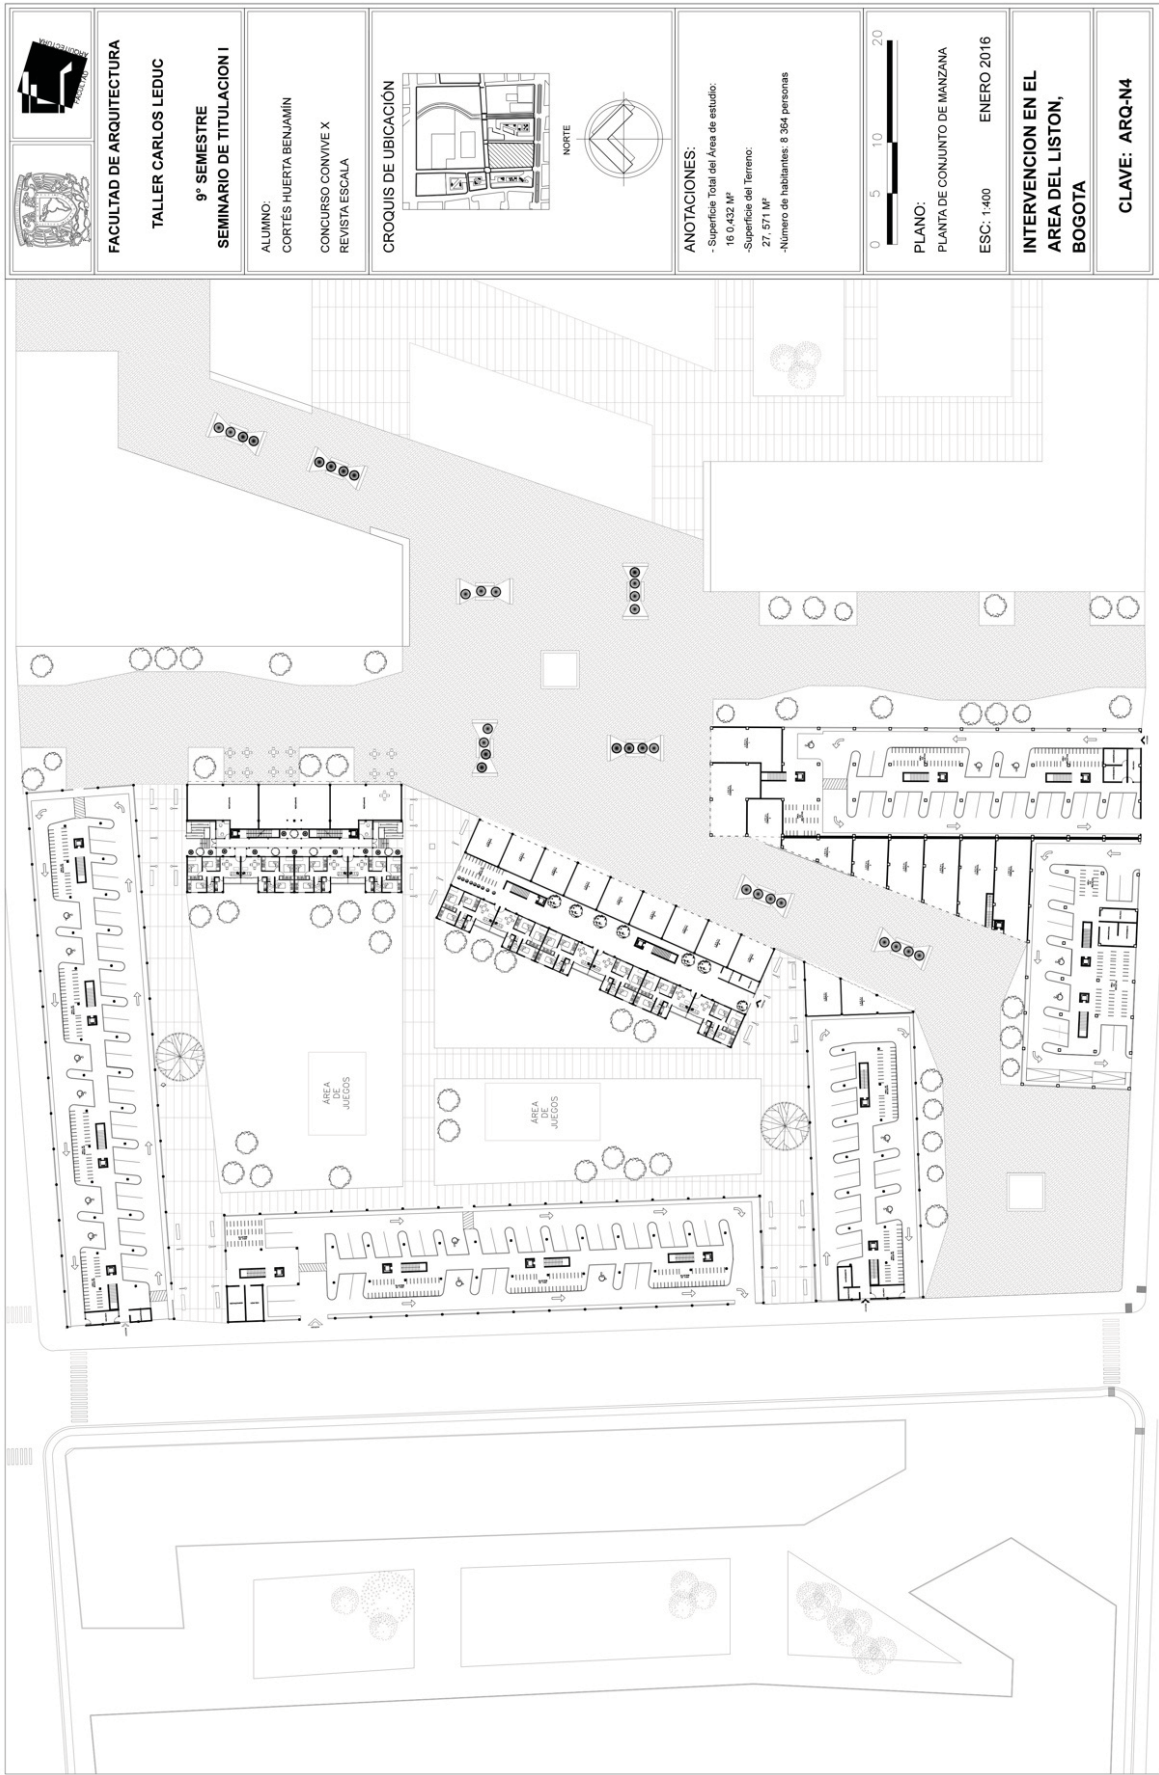 FACULTAD
ARQUITECTURA
FACULTAD DE ARQUITECTURA
TALLER CARLOS LEDUC
9° SEMESTRE
SEMINARIO DE TITULACION I
ALUMNO:
CORTÉS HUERTA BENJAMÍN
CONCURSO CONVIVE X
REVISTA ESCALA
CROQUIS DE UBICACIÓN
NORTE
ANOTACIONES:
- Superficie Total del Área de estudio:
16 0,432 M²
-Superficie del Terreno:
27, 571 M²
-Número de habitantes: 8 364 personas
0 5 10 20
PLANO:
PLANTA DE CONJUNTO DE MANZANA
ESC: 1:400 ENERO 2016
INTERVENCION EN EL
AREA DEL LISTON,
BOGOTA
CLAVE: ARQ-N4
ÁREA
DE
JUEGOS
ÁREA
DE
JUEGOS